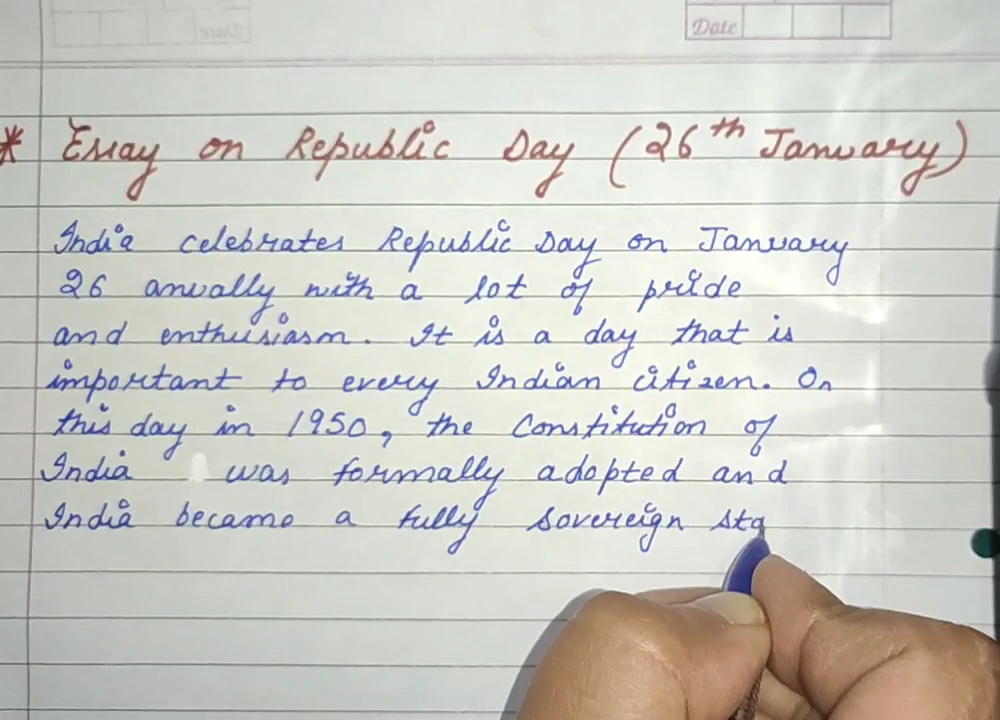 Date
* Essay on Republic Day (26th January)
India celebrates Republic Day on January
26 anually with a lot of pride
and enthusiasm. It is a day that is
important to every Indian citizen. On
this day in 1950, the Constitution of
India was formally adopted and
India became a fully sovereign sta